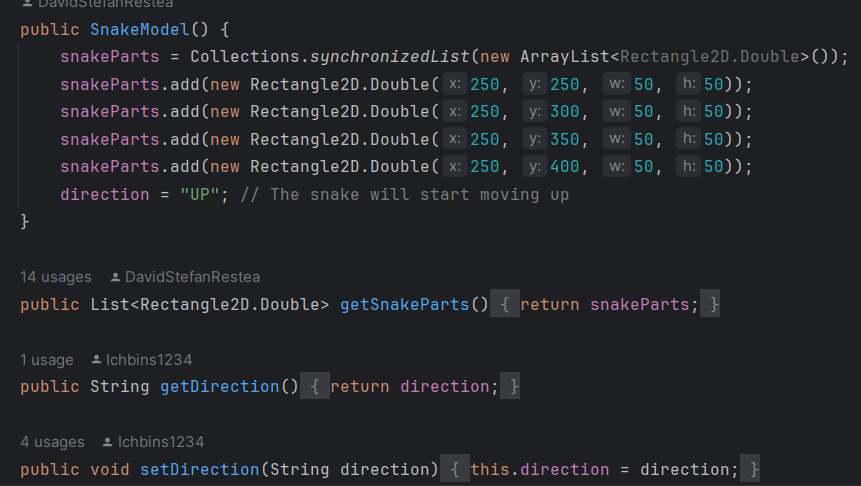 DavidStefanRestea
public SnakeModel() {
snakeParts = Collections.synchronizedList(new ArrayList<Rectangle2D.Double>());
snakeParts.add(new Rectangle2D.Double( x: 250, y: 250, w: 50, h: 50));
snakeParts.add(new Rectangle2D.Double( x: 250, y: 300, w: 50, h: 50));
snakeParts.add(new Rectangle2D.Double( x: 250, y: 350, w: 50, h: 50));
snakeParts.add(new Rectangle2D.Double( x: 250, y: 400, w: 50, h: 50));
direction = "UP"; // The snake will start moving up
}
14 usages DavidStefanRestea
public List<Rectangle2D.Double> getSnakeParts() { return snakeParts; }
1 usage Ichbins1234
public String getDirection() { return direction; }
4 usages Ichbins1234
public void setDirection(String direction) { this.direction = direction; }